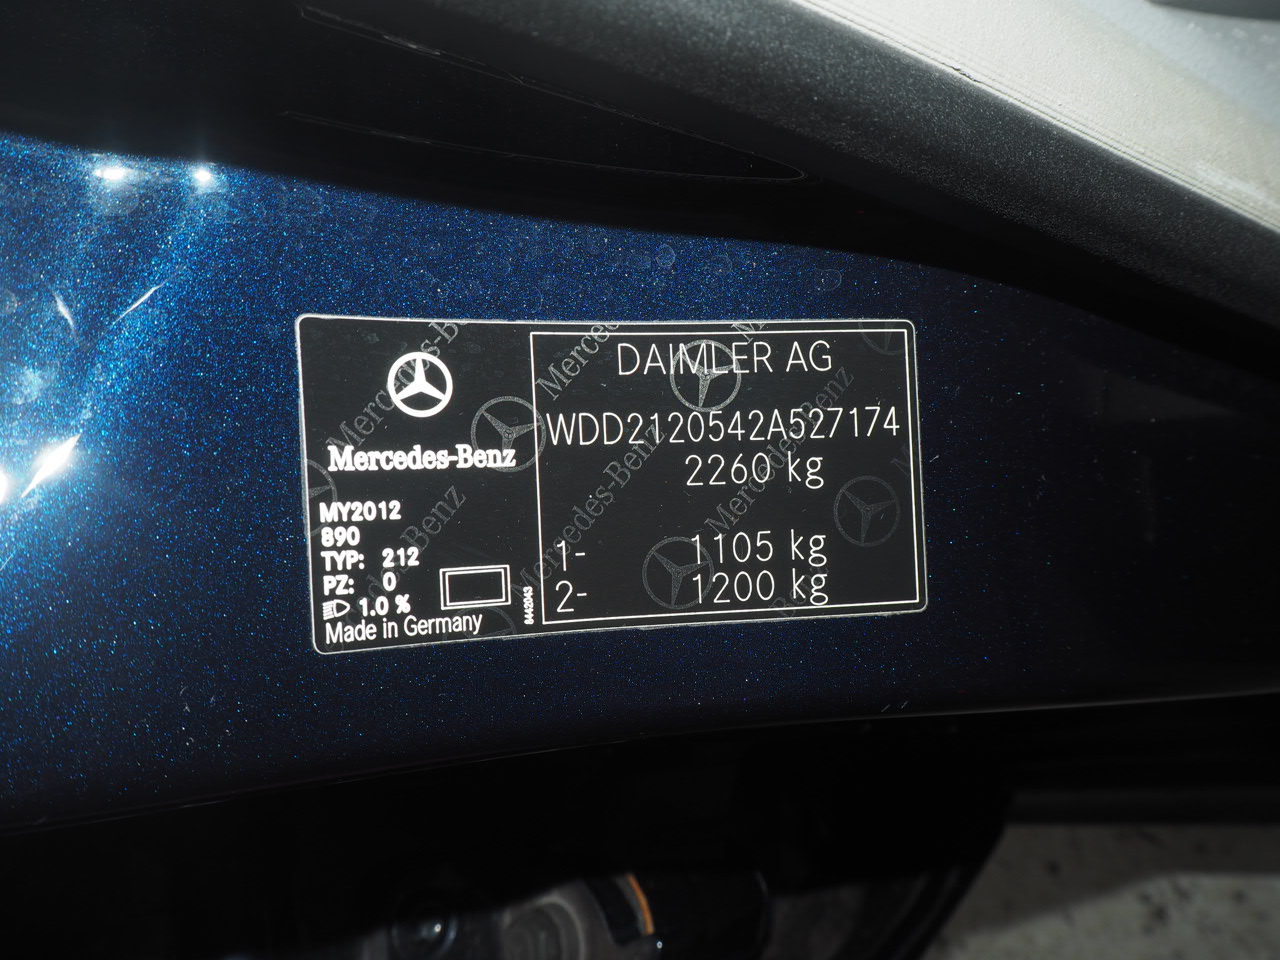 Mercedes-Benz
MY2012
890
TYP: 212
PZ: 0
1.0 %
Made in Germany
8442043
DAIMLER AG
WDD2120542A527174
2260 kg
1- 1105 kg
2- 1200 kg